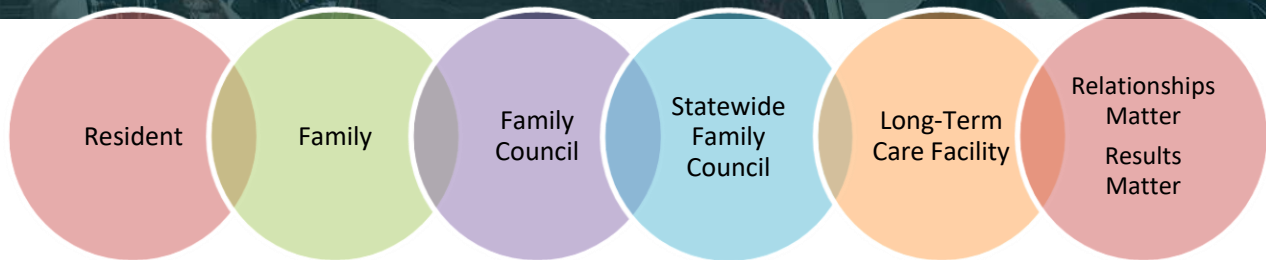 Resident
Family
Family
Council
Statewide
Family
Council
Long-Term
Care Facility
Relationships
Matter
Results
Matter